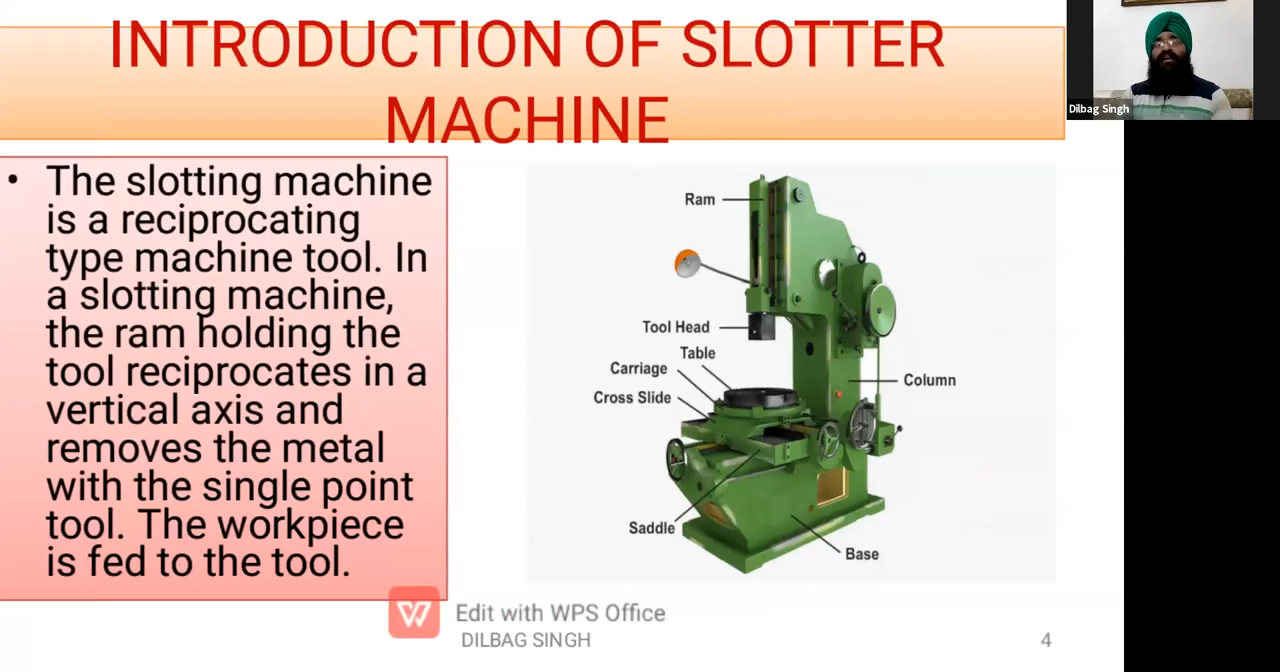 INTRODUCTION OF SLOTTER
MACHINE
Dilbag Singh
• The slotting machine
is a reciprocating
type machine tool. In
a slotting machine,
the ram holding the
tool reciprocates in a
vertical axis and
removes the metal
with the single point
tool. The workpiece
is fed to the tool.
Ram
Tool Head
Table
Carriage
Cross Slide
Column
Saddle
Base
Edit with WPS Office
DILBAG SINGH
4